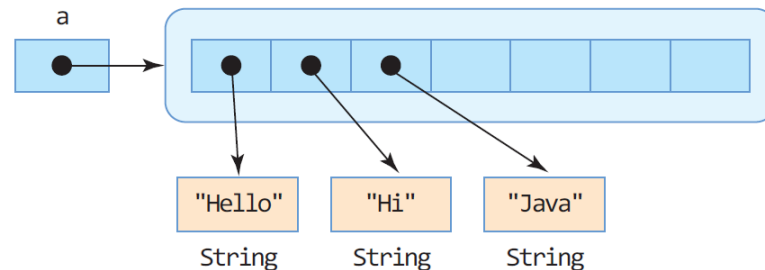 a
"Hello" "Hi" "Java"
String String String